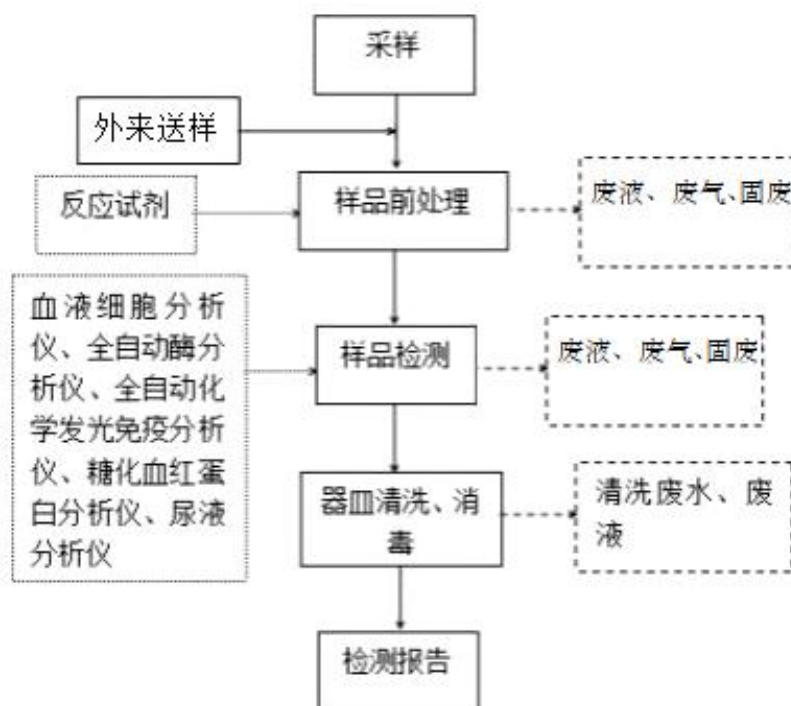 采样
外来送样
反应试剂
样品前处理
废液、废气、固废
血液细胞分析
仪、全自动酶分
析仪、全自动化
学发光免疫分析
仪、糖化血红蛋
白分析仪、尿液
分析仪
样品检测
废液、废气、固废
器皿清洗、消
毒
清洗废水、废
液
检测报告